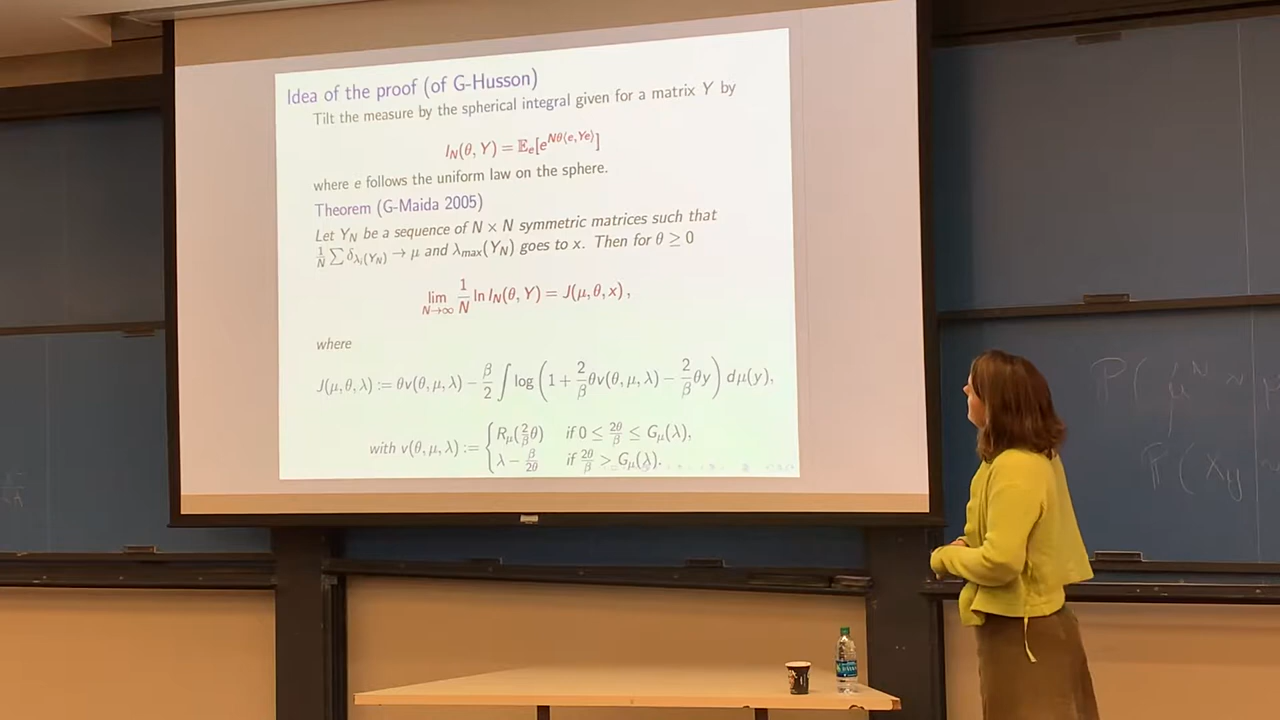 Idea of the proof (of G-Husson)
Tilt the measure by the spherical integral given for a matrix Y by
I_N(θ, Y) = 𝔼_e[e^{Nθ⟨e,Ye⟩}]
where e follows the uniform law on the sphere.
Theorem (G-Maida 2005)
Let Y_N be a sequence of N × N symmetric matrices such that
1/N ∑ δ_{λ_i(Y_N)} → μ and λ_max(Y_N) goes to x. Then for θ ≥ 0
lim_{N→∞} 1/N ln I_N(θ, Y) = J(μ, θ, x) ,
where
J(μ, θ, λ) := θv(θ, μ, λ) − β/2 ∫ log (1 + 2/β θv(θ, μ, λ) − 2/β θy) dμ(y),
with v(θ, μ, λ) := { R_μ(2/β θ) if 0 ≤ 2θ/β ≤ G_μ(λ),
λ − β/2θ if 2θ/β > G_μ(λ).
ℙ( μ^N
ℙ( X_y